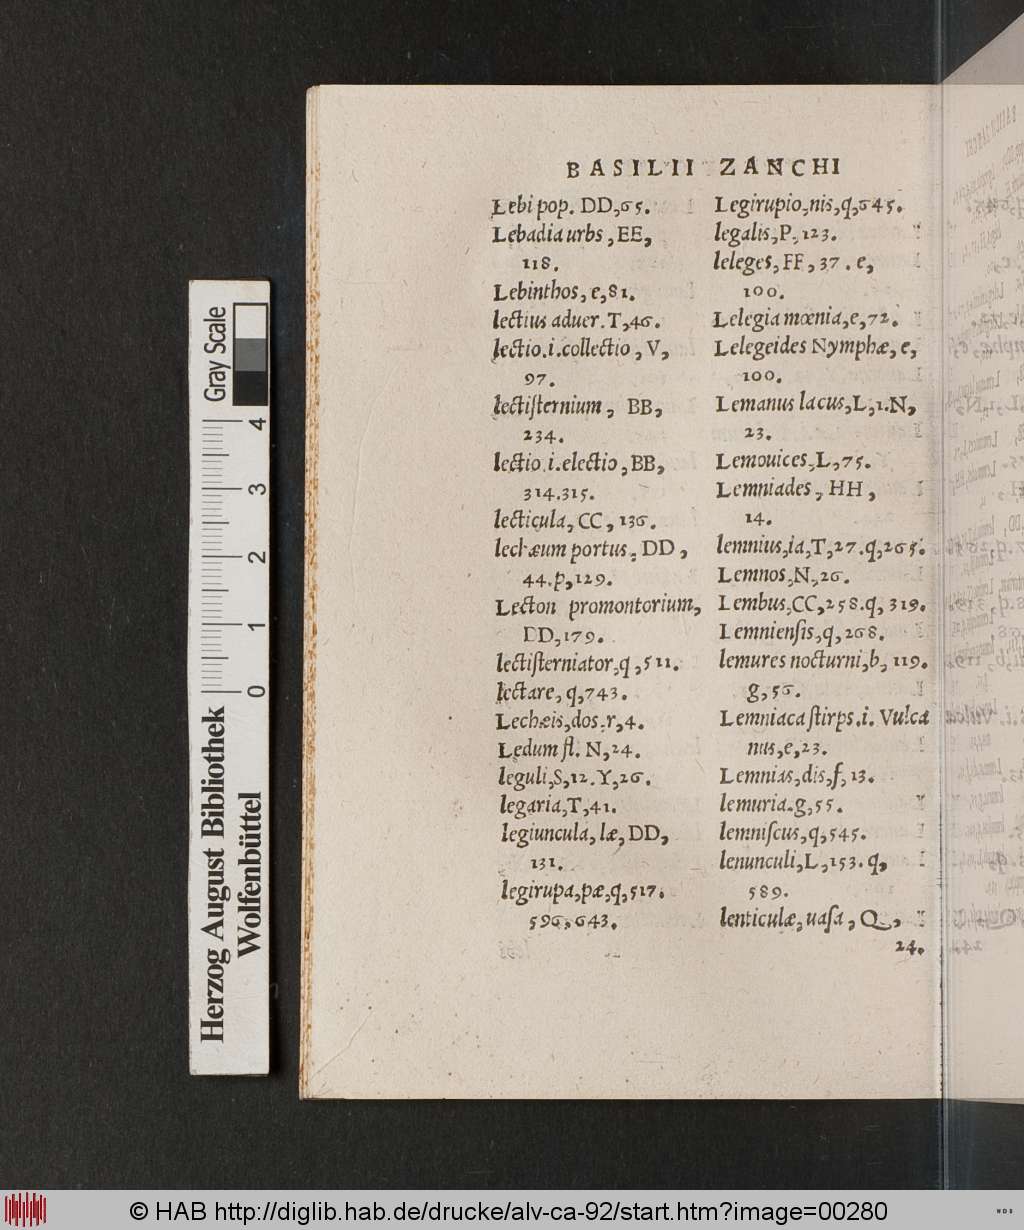 BASILII ZANCHI
Lebi pop. DD,65.
Lebadia urbs, EE,
118.
Lebinthos, e, 81.
lectius aduer. T, 46.
lectio.i.collectio, V,
97.
lectiſternium, BB,
234.
lectio.i.electio, BB,
314.315.
lecticula, CC, 136.
lechæum portus, DD,
44.p,129.
Lecton promontorium,
DD,179.
lectiſterniator,q,511.
lectare, q,743.
Lechæis,dos.r,4.
Ledum fl. N,24.
leguli,S,12.Y,26.
legaria,T,41.
legiuncula, læ, DD,
131.
legirupa,pæ,q,517.
596,643.
Legirupio,nis,q,645.
legalis,P,123.
leleges, FF, 37. e,
100.
Lelegia mœnia,e,72.
Lelegeides Nymphæ, e,
100.
Lemanus lacus,L,1.N,
23.
Lemouices,L,75.
Lemniades, HH,
14.
lemnius,ia,T,27.q,265.
Lemnos,N,26.
Lembus,CC,258.q,319.
Lemnienſis,q,268.
lemures nocturni,b,119.
g,56.
Lemniaca ſtirps.i.Vulca
nus,e,23.
Lemnias,dis,f,13.
lemuria.g,55.
lemniſcus,q,545.
lenunculi,L,153.q,
589.
lenticulæ, uaſa, Q,
24.
Gray Scale
0 1 2 3 4
Herzog August Bibliothek
Wolfenbüttel
© HAB http://diglib.hab.de/drucke/alv-ca-92/start.htm?image=00280